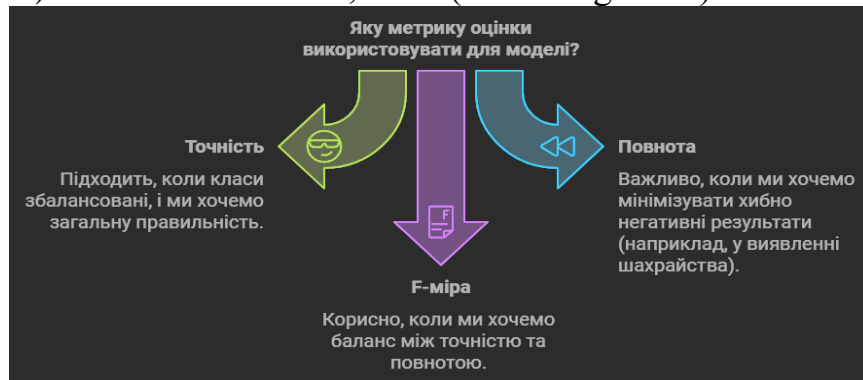 Яку метрику оцінки
використовувати для моделі?
Точність
Підходить, коли класи
збалансовані, і ми хочемо
загальну правильність.
Повнота
Важливо, коли ми хочемо
мінімізувати хибно
негативні результати
(наприклад, у виявленні
шахрайства).
F
F-міра
Корисно, коли ми хочемо
баланс між точністю та
повнотою.